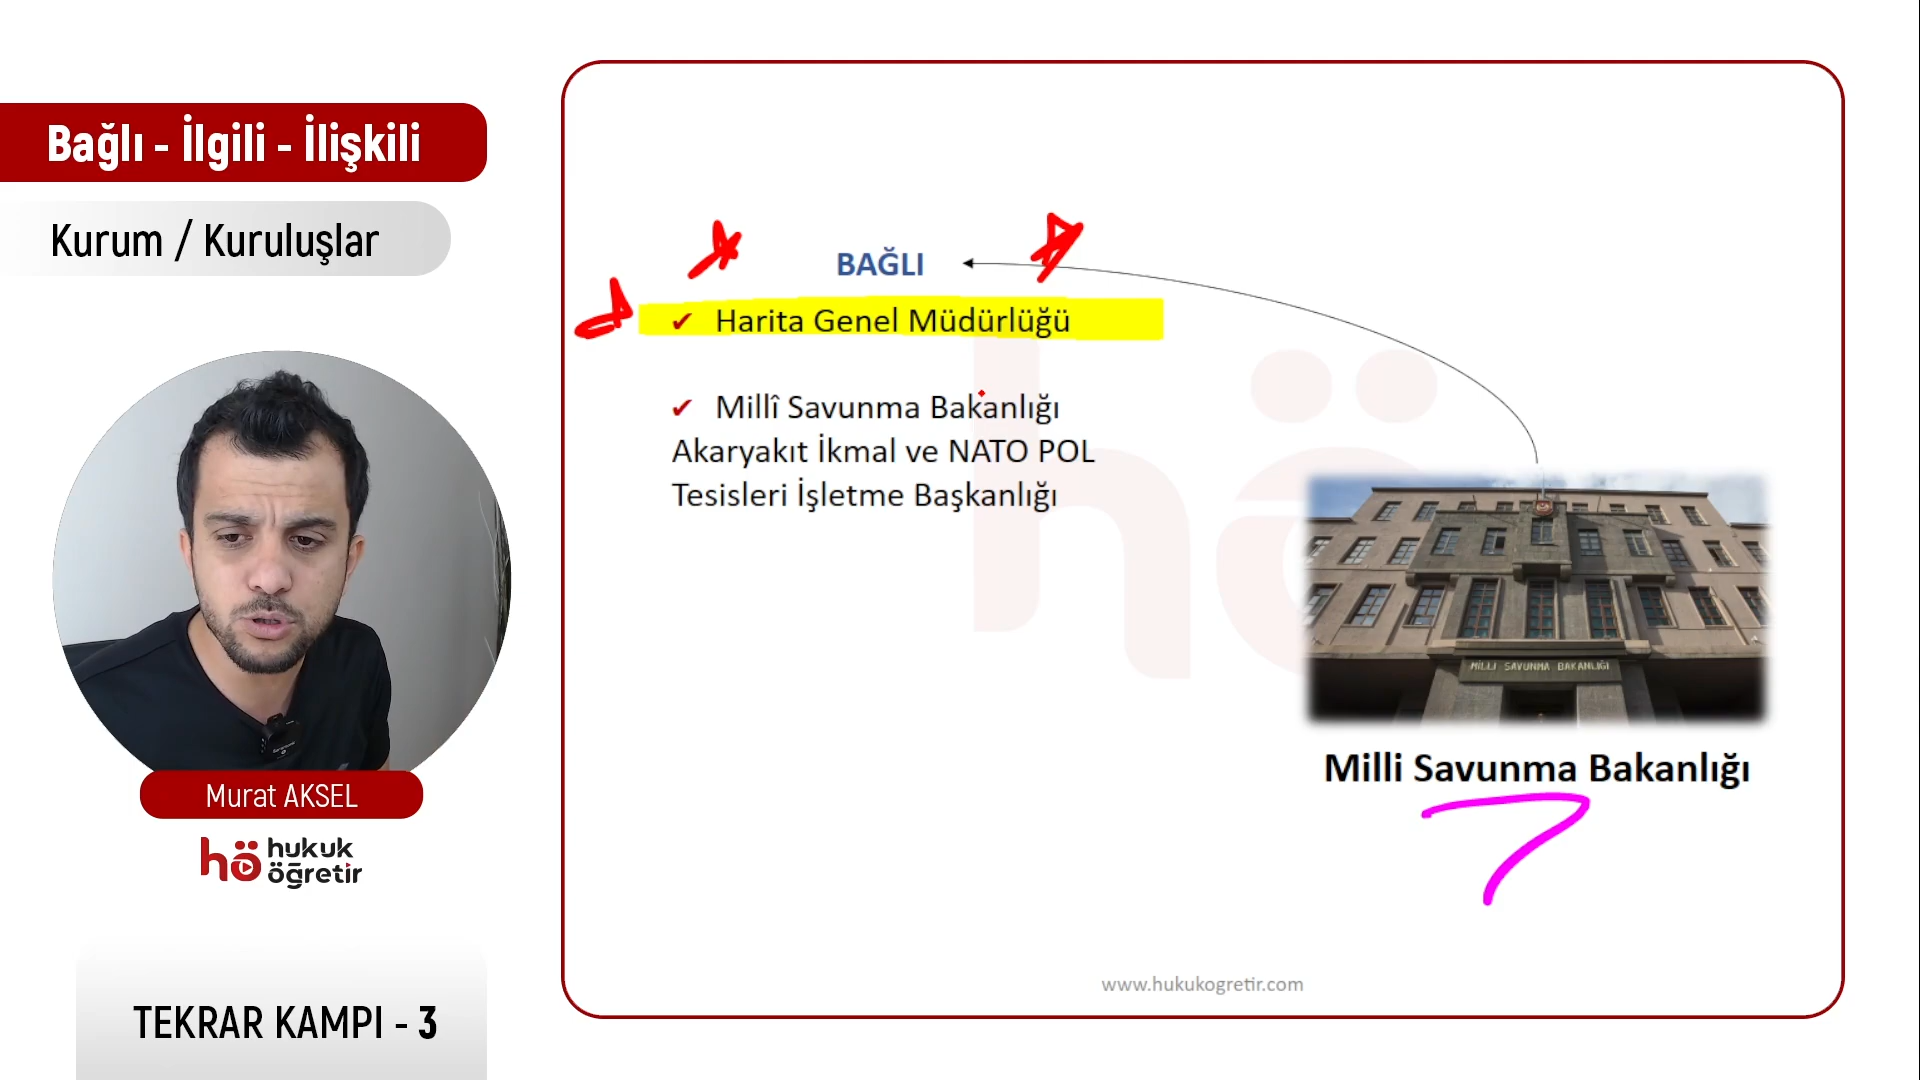 Bağlı - İlgili - İlişkili
Kurum / Kuruluşlar
BAĞLI
✔ Harita Genel Müdürlüğü
✔ Millî Savunma Bakanlığı
Akaryakıt İkmal ve NATO POL
Tesisleri İşletme Başkanlığı
MİLLİ SAVUNMA BAKANLIĞI
Milli Savunma Bakanlığı
Murat AKSEL
hö hukuk
öğretir
TEKRAR KAMPI - 3
www.hukukogretir.com